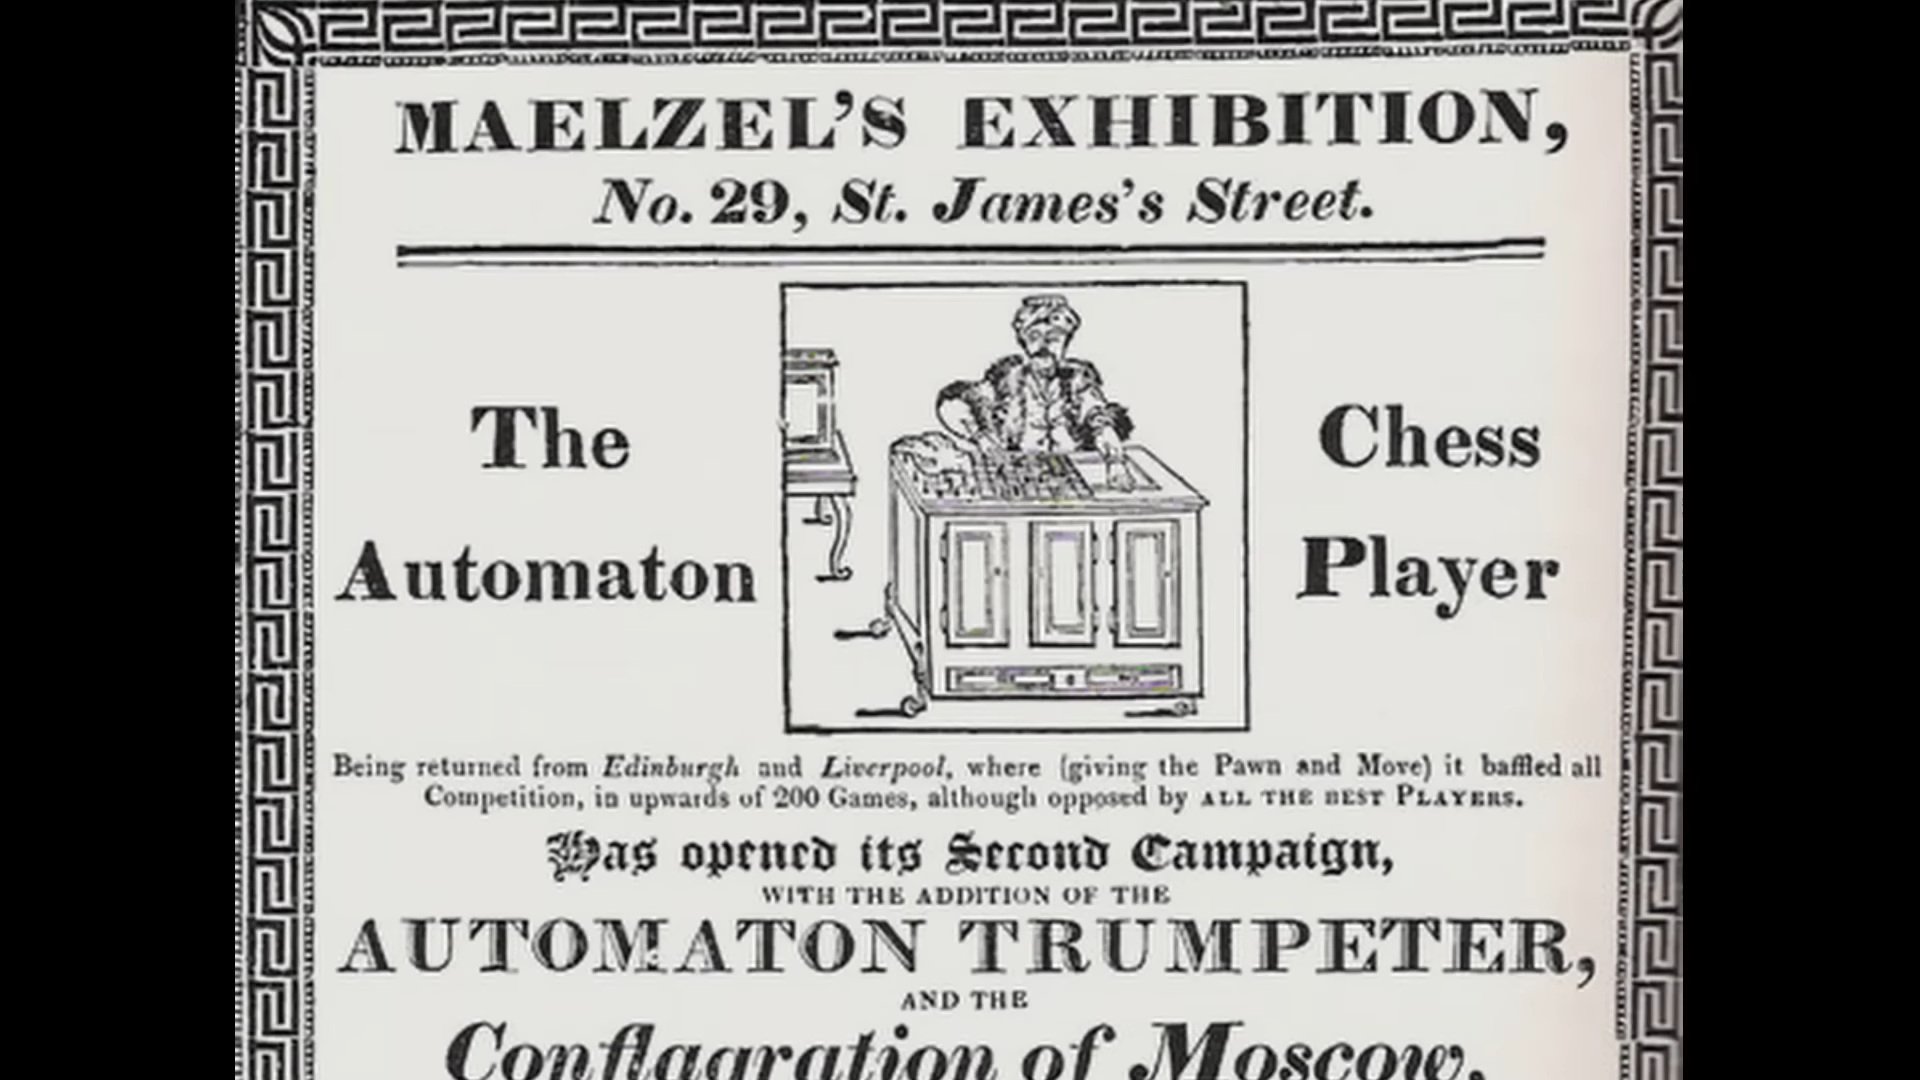 MAELZEL'S EXHIBITION,
No. 29, St. James's Street.
The Chess
Automaton Player
Being returned from Edinburgh and Liverpool, where (giving the Pawn and Move) it baffled all
Competition, in upwards of 200 Games, although opposed by ALL THE BEST PLAYERS.
Has opened its Second Campaign,
WITH THE ADDITION OF THE
AUTOMATON TRUMPETER,
AND THE
Conflagration of Moscow,